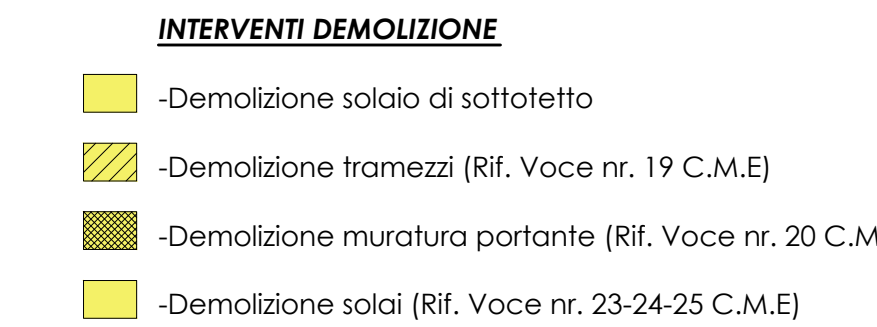 INTERVENTI DEMOLIZIONE
-Demolizione solaio di sottotetto
-Demolizione tramezzi (Rif. Voce nr. 19 C.M.E)
-Demolizione muratura portante (Rif. Voce nr. 20 C.M
-Demolizione solai (Rif. Voce nr. 23-24-25 C.M.E)